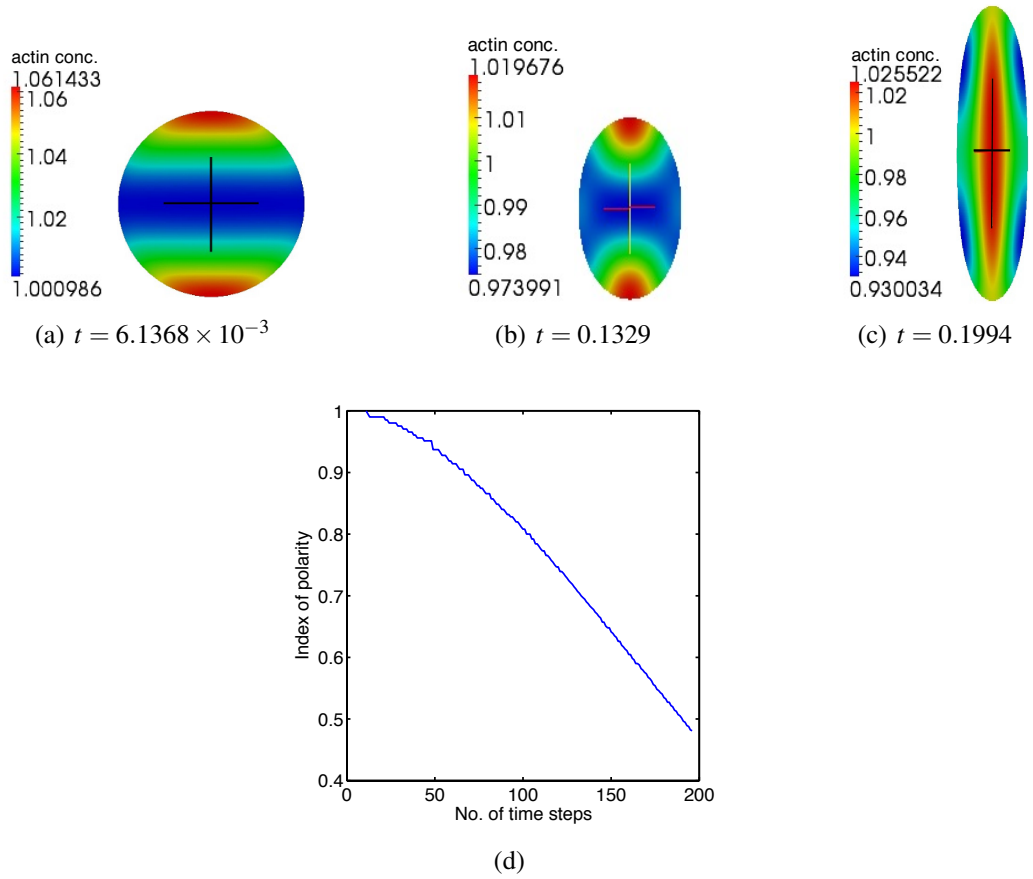 actin conc.
1.061433
1.06
1.04
1.02
1.000986
(a) t = 6.1368 × 10⁻³
actin conc.
1.019676
1.01
1
0.99
0.98
0.973991
(b) t = 0.1329
actin conc.
1.025522
1.02
1
0.98
0.96
0.94
0.930034
(c) t = 0.1994
Index of polarity
1
0.9
0.8
0.7
0.6
0.5
0.4
0 50 100 150 200
No. of time steps
(d)